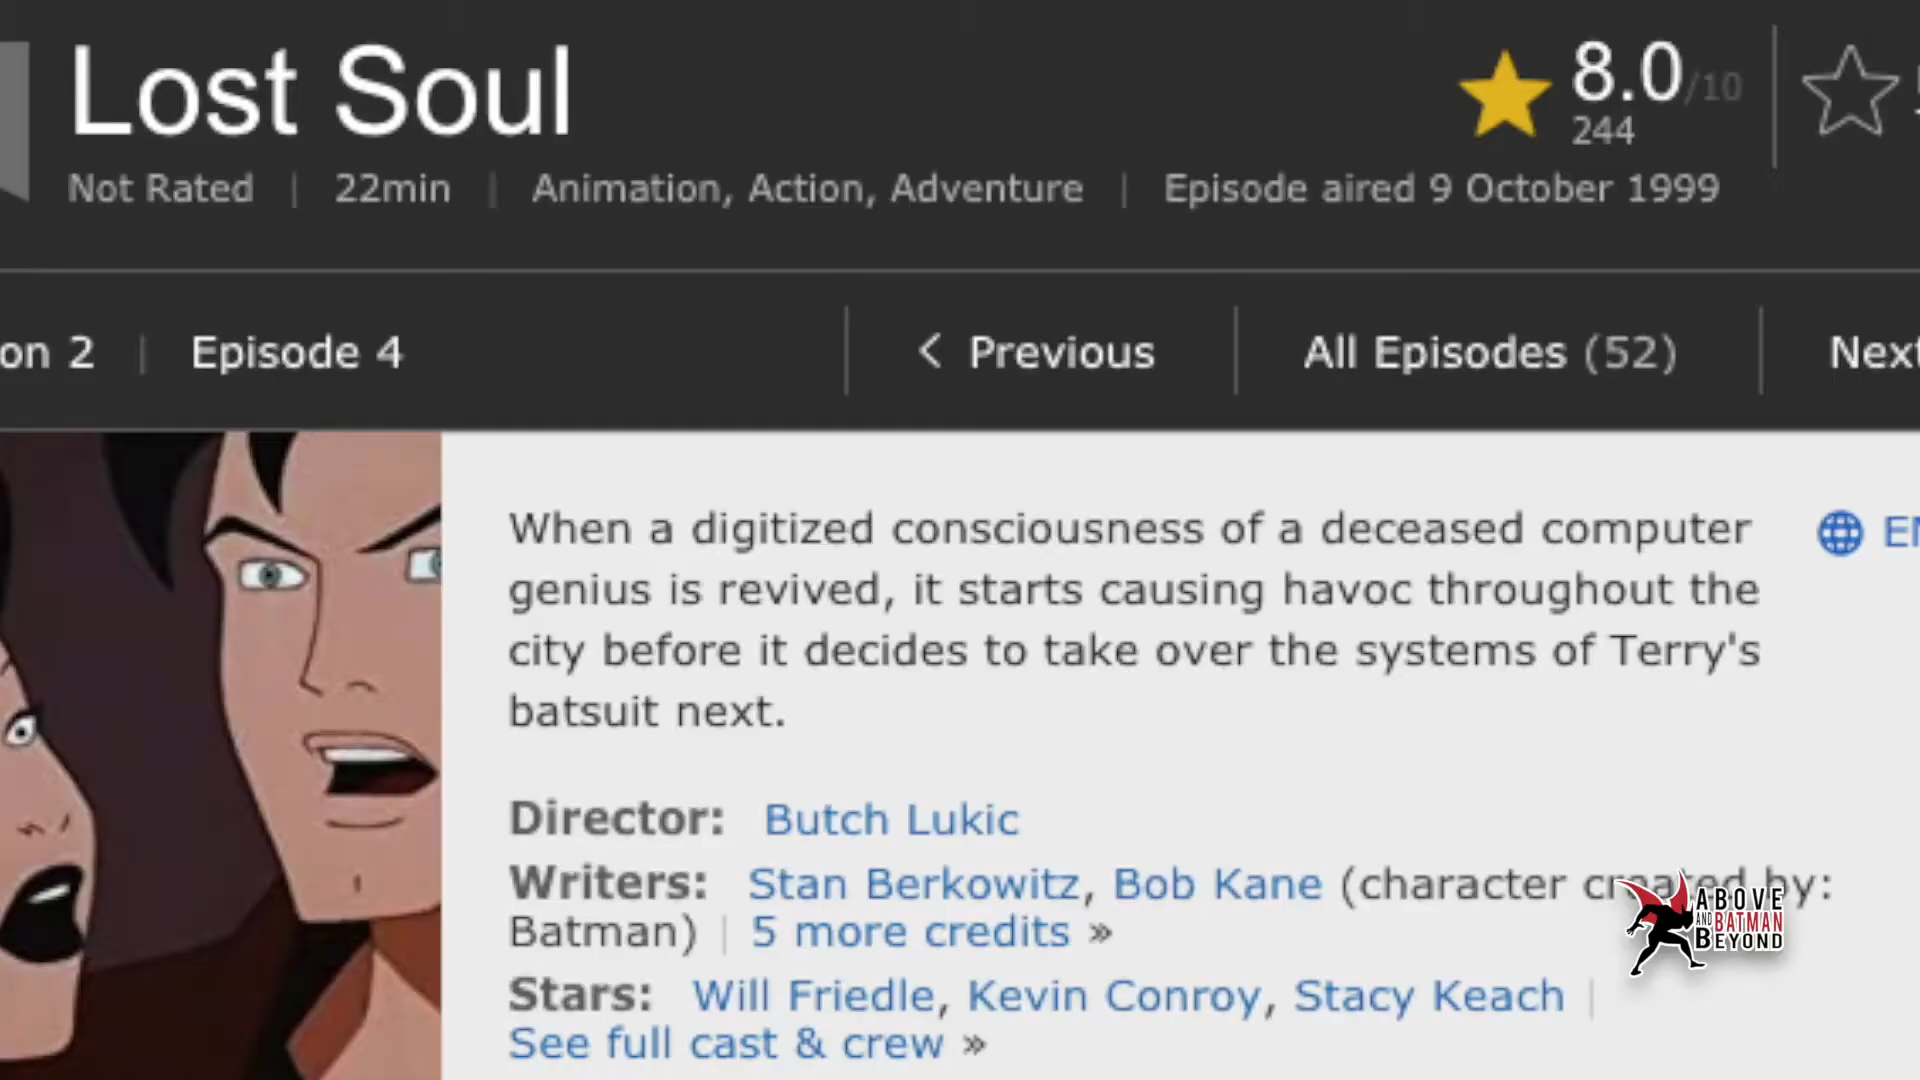 Lost Soul
8.0/10
244
Not Rated | 22min | Animation, Action, Adventure | Episode aired 9 October 1999
on 2 | Episode 4
< Previous
All Episodes (52)
Next
When a digitized consciousness of a deceased computer
genius is revived, it starts causing havoc throughout the
city before it decides to take over the systems of Terry's
batsuit next.
Director: Butch Lukic
Writers: Stan Berkowitz, Bob Kane (character created by:
Batman) | 5 more credits »
Stars: Will Friedle, Kevin Conroy, Stacy Keach |
See full cast & crew »
ABOVE
AND BATMAN
BEYOND